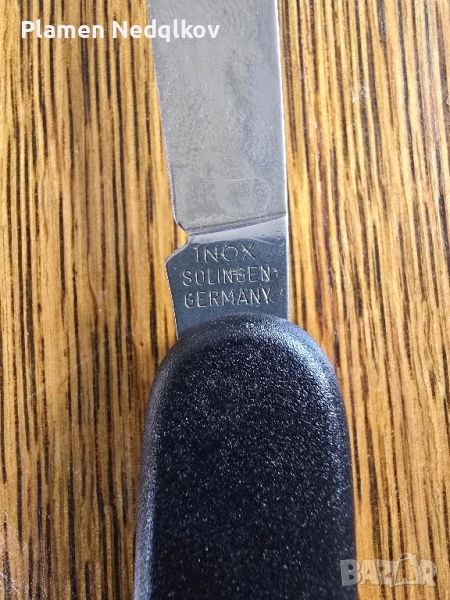 Plamen Nedqlkov
INOX
SOLINGEN
GERMANY
BAZAR